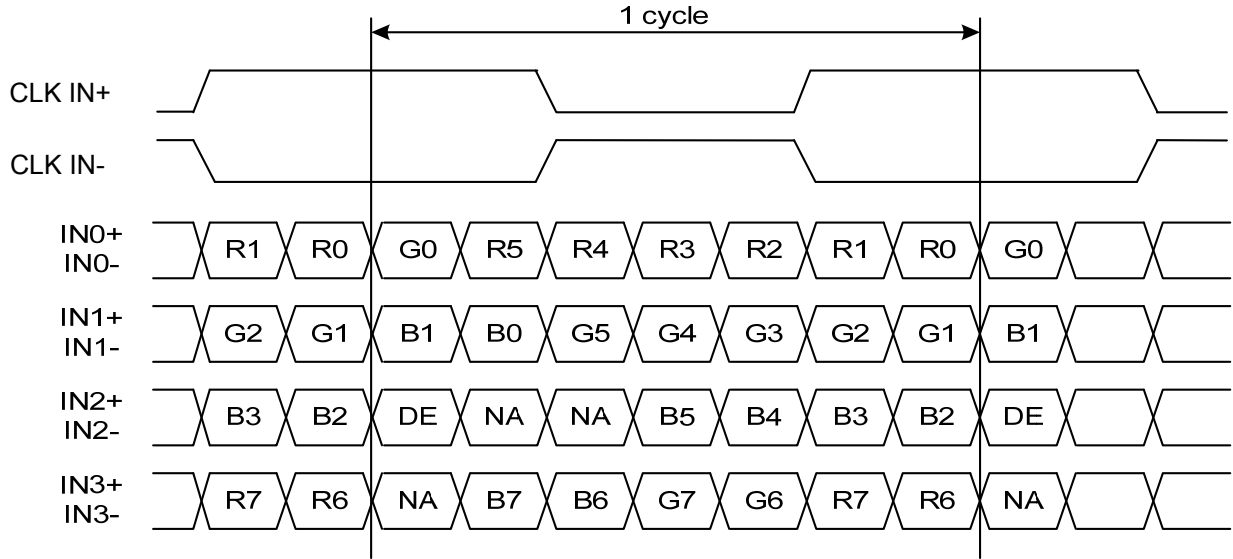 1 cycle
CLK IN+
CLK IN-
IN0+
IN0-
R1 R0 G0 R5 R4 R3 R2 R1 R0 G0
IN1+
IN1-
G2 G1 B1 B0 G5 G4 G3 G2 G1 B1
IN2+
IN2-
B3 B2 DE NA NA B5 B4 B3 B2 DE
IN3+
IN3-
R7 R6 NA B7 B6 G7 G6 R7 R6 NA